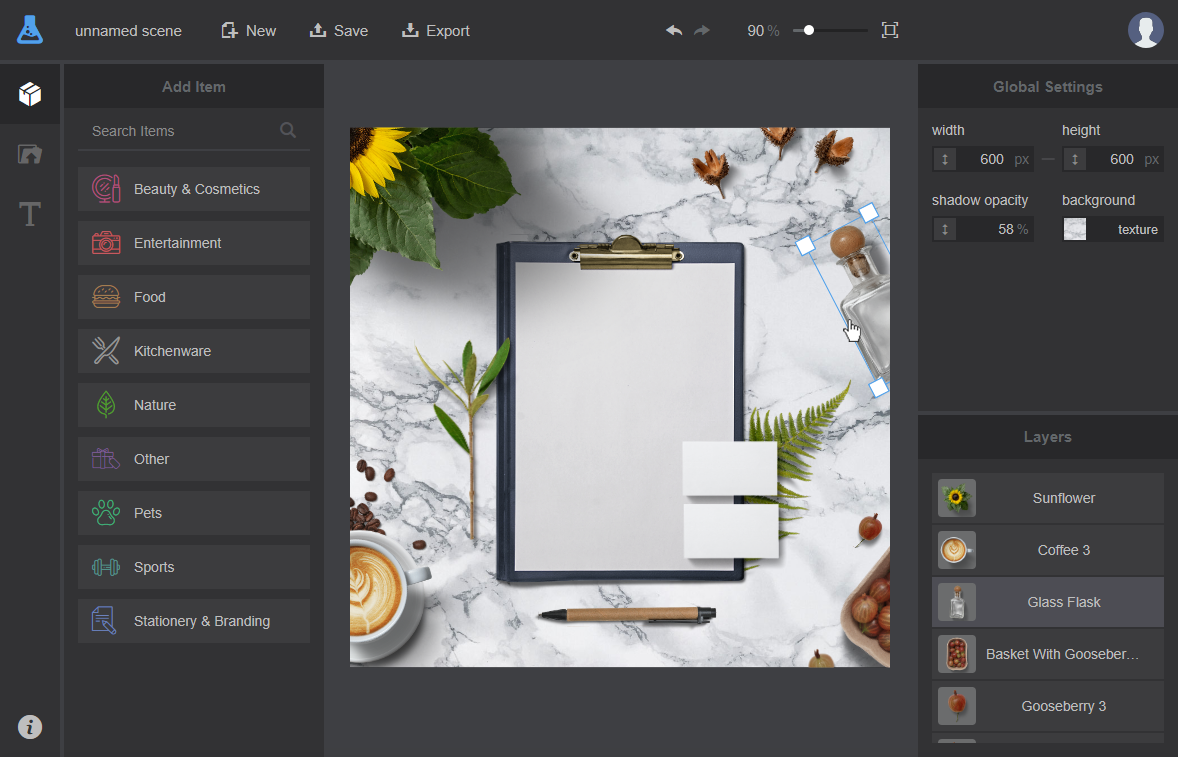 unnamed scene
New
Save
Export
90 %
Add Item
Search Items
Beauty & Cosmetics
Entertainment
Food
Kitchenware
Nature
Other
Pets
Sports
Stationery & Branding
Global Settings
width
height
600 px
600 px
shadow opacity
background
58 %
texture
Layers
Sunflower
Coffee 3
Glass Flask
Basket With Gooseber...
Gooseberry 3